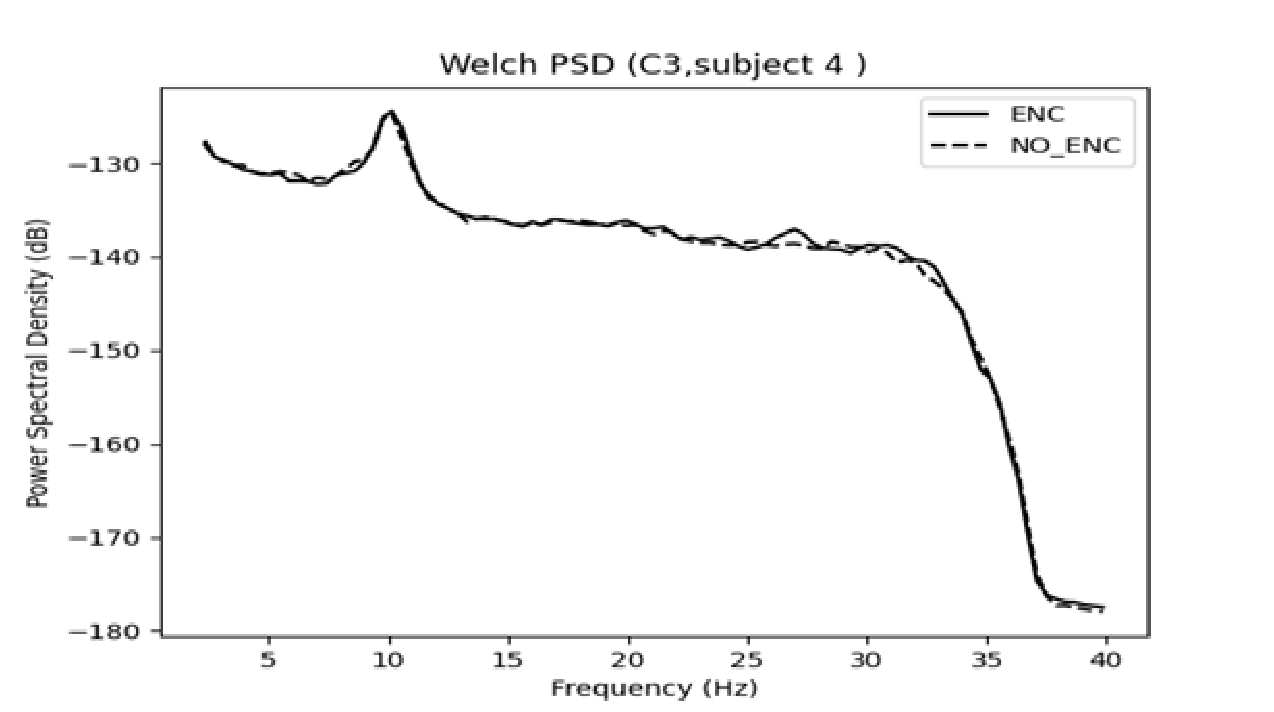 Welch PSD (C3,subject 4 )
ENC
NO_ENC
Power Spectral Density (dB)
−130
−140
−150
−160
−170
−180
5 10 15 20 25 30 35 40
Frequency (Hz)